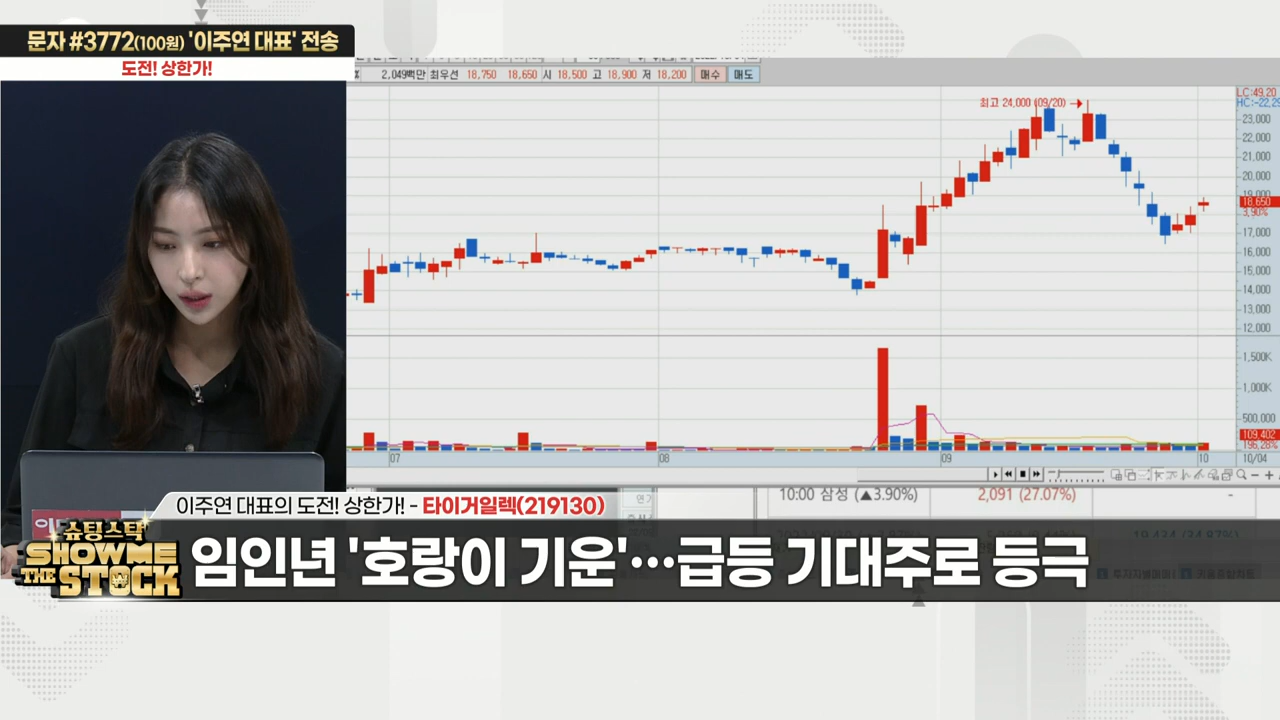 문자 #3772(100원) '이주연 대표' 전송
도전! 상한가!
2,049백만 최우선 18,750 18,650 시 18,500 고 18,900 저 18,200 매수 매도
최고 24,000 (09/20) →
LC:49,20
HC:-22,29
23,000
22,000
21,000
20,000
19,000
18,650
3,90%
17,000
16,000
15,000
14,000
13,000
12,000
1,500K
1,000K
500,000
109,402
196,28%
07 08 09 10 10/04
10:00 삼성 (▲3.90%) 2,091 (27.07%) -
이주연 대표의 도전! 상한가! - 타이거일렉(219130)
슈팅스탁
SHOW ME
THE STOCK
임인년 '호랑이 기운'…급등 기대주로 등극